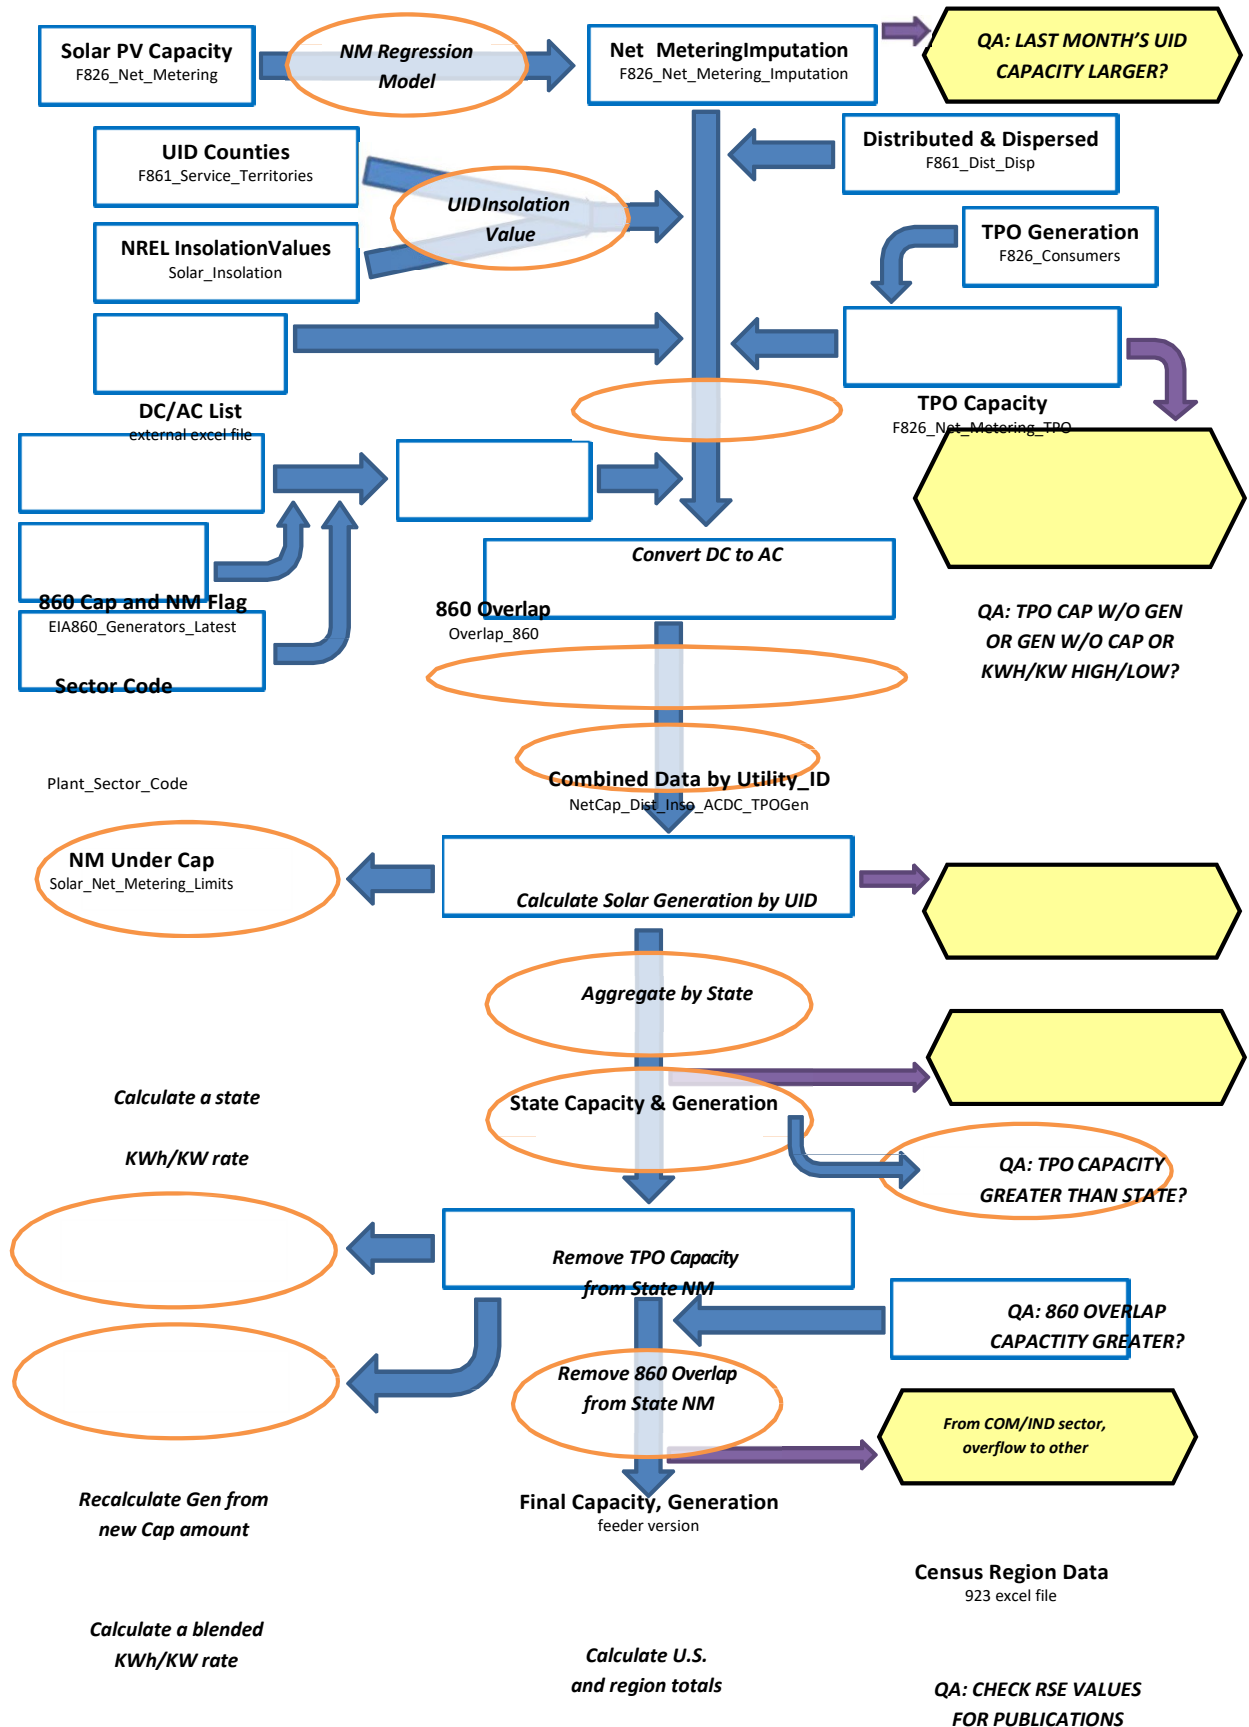 Solar PV Capacity
F826_Net_Metering
NM Regression
Model
Net MeteringImputation
F826_Net_Metering_Imputation
QA: LAST MONTH'S UID
CAPACITY LARGER?
UID Counties
F861_Service_Territories
Distributed & Dispersed
F861_Dist_Disp
UIDInsolation
Value
NREL InsolationValues
Solar_Insolation
TPO Generation
F826_Consumers
DC/AC List
external excel file
TPO Capacity
F826_Net_Metering_TPO
Convert DC to AC
860 Cap and NM Flag
EIA860_Generators_Latest
860 Overlap
Overlap_860
QA: TPO CAP W/O GEN
OR GEN W/O CAP OR
KWH/KW HIGH/LOW?
Sector Code
Plant_Sector_Code
Combined Data by Utility_ID
NetCap_Dist_Inso_ACDC_TPOGen
NM Under Cap
Solar_Net_Metering_Limits
Calculate Solar Generation by UID
Aggregate by State
Calculate a state
KWh/KW rate
State Capacity & Generation
QA: TPO CAPACITY
GREATER THAN STATE?
Remove TPO Capacity
from State NM
QA: 860 OVERLAP
CAPACTITY GREATER?
Remove 860 Overlap
from State NM
From COM/IND sector,
overflow to other
Recalculate Gen from
new Cap amount
Final Capacity, Generation
feeder version
Census Region Data
923 excel file
Calculate a blended
KWh/KW rate
Calculate U.S.
and region totals
QA: CHECK RSE VALUES
FOR PUBLICATIONS